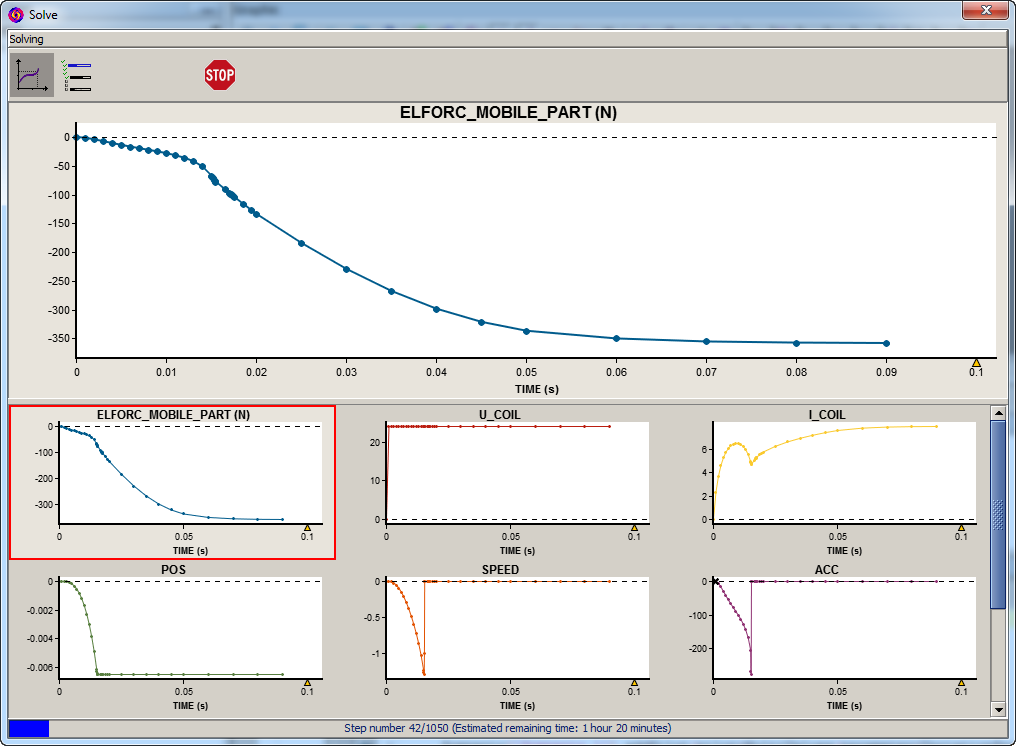 Solve
Solving
STOP
ELFORC_MOBILE_PART (N)
0
-50
-100
-150
-200
-250
-300
-350
0 0.01 0.02 0.03 0.04 0.05 0.06 0.07 0.08 0.09 0.1
TIME (s)
ELFORC_MOBILE_PART (N)
0
-100
-200
-300
0 0.05 0.1
TIME (s)
U_COIL
20
10
0
0 0.05 0.1
TIME (s)
I_COIL
6
4
2
0
0 0.05 0.1
TIME (s)
POS
0
-0.002
-0.004
-0.006
0 0.05 0.1
TIME (s)
SPEED
0
-0.5
-1
0 0.05 0.1
TIME (s)
ACC
0
-100
-200
0 0.05 0.1
TIME (s)
Step number 42/1050 (Estimated remaining time: 1 hour 20 minutes)